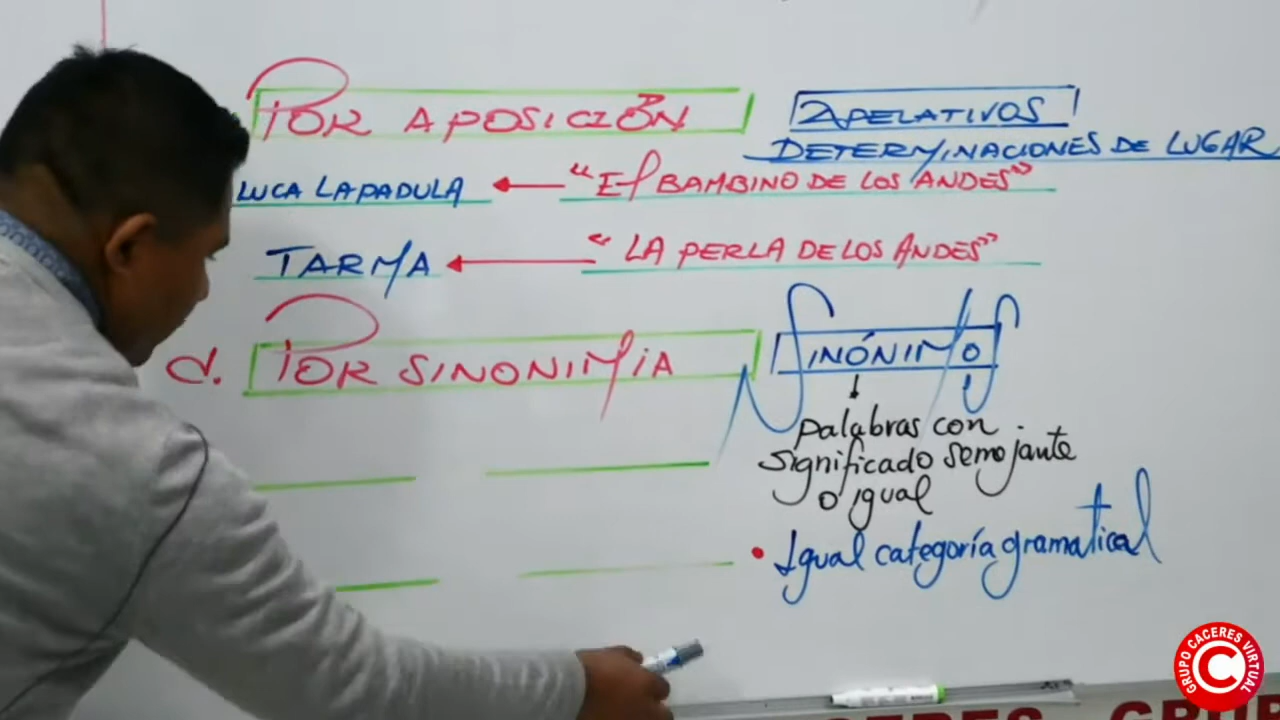 POR APOSICIÓN
APELATIVOS
DETERMINACIONES DE LUGAR
LUCA LAPADULA ← "El BAMBINO DE LOS ANDES"
TARMA ← "LA PERLA DE LOS ANDES"
d. POR SINONIMIA
SINÓNIMOS
palabras con
significado semejante
o igual
• Igual categoría gramatical
GRUPO CACERES VIRTUAL